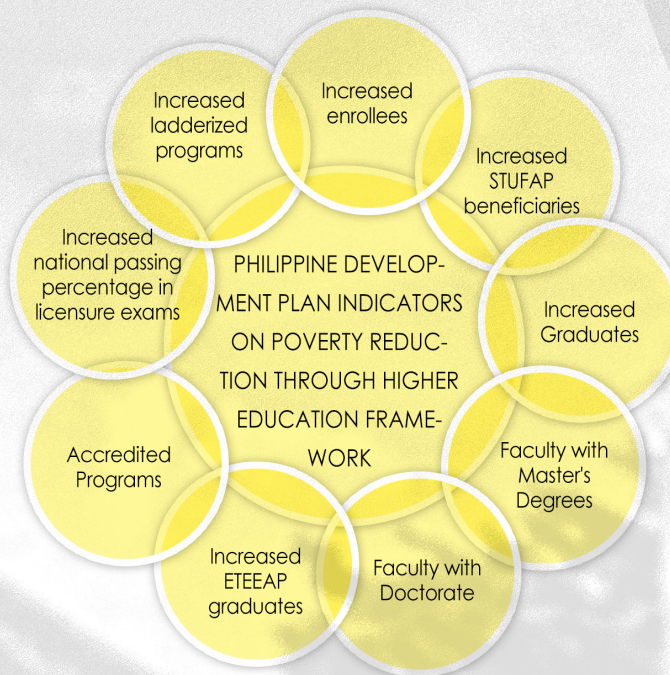 Increased
enrollees
Increased
STUFAP
beneficiaries
Increased
Graduates
Faculty with
Master's
Degrees
Faculty with
Doctorate
Increased
ETEEAP
graduates
Accredited
Programs
Increased
national passing
percentage in
licensure exams
Increased
ladderized
programs
PHILIPPINE DEVELOP-
MENT PLAN INDICATORS
ON POVERTY REDUC-
TION THROUGH HIGHER
EDUCATION FRAME-
WORK